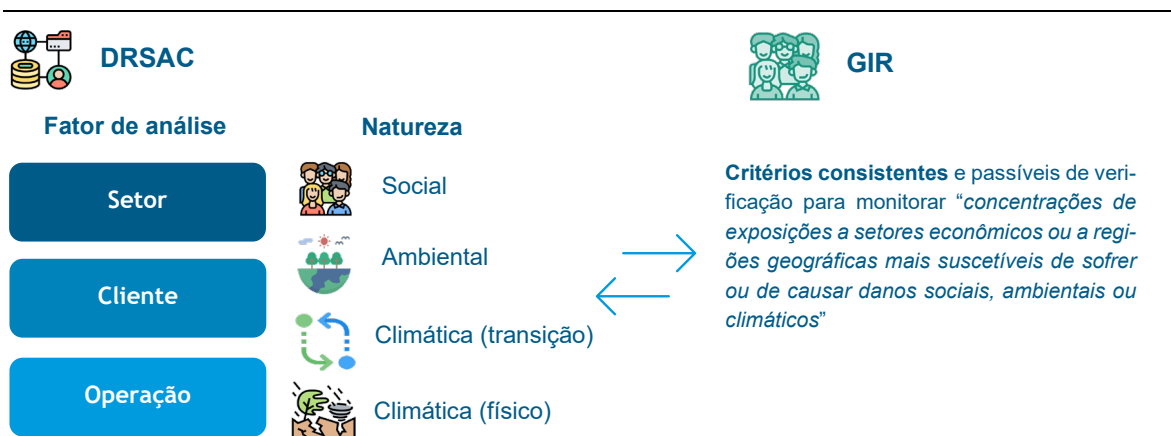 DRSAC
GIR
Fator de análise
Natureza
Setor
Cliente
Operação
Social
Ambiental
Climática (transição)
Climática (físico)
Critérios consistentes e passíveis de veri-
ficação para monitorar “concentrações de
exposições a setores econômicos ou a regi-
ões geográficas mais suscetíveis de sofrer
ou de causar danos sociais, ambientais ou
climáticos”